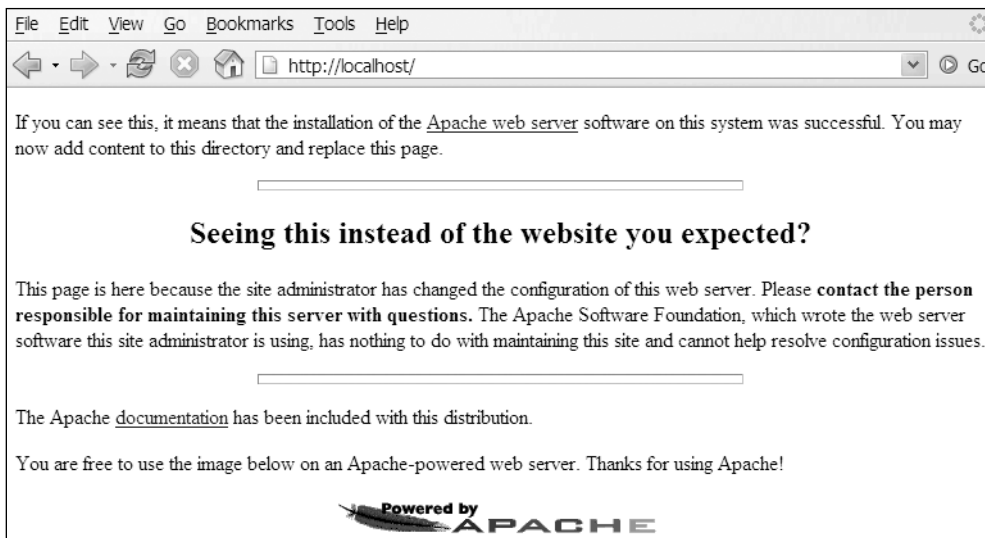 File Edit View Go Bookmarks Tools Help
http://localhost/ Go
If you can see this, it means that the installation of the Apache web server software on this system was successful. You may
now add content to this directory and replace this page.
Seeing this instead of the website you expected?
This page is here because the site administrator has changed the configuration of this web server. Please contact the person
responsible for maintaining this server with questions. The Apache Software Foundation, which wrote the web server
software this site administrator is using, has nothing to do with maintaining this site and cannot help resolve configuration issues.
The Apache documentation has been included with this distribution.
You are free to use the image below on an Apache-powered web server. Thanks for using Apache!
Powered by
APACHE